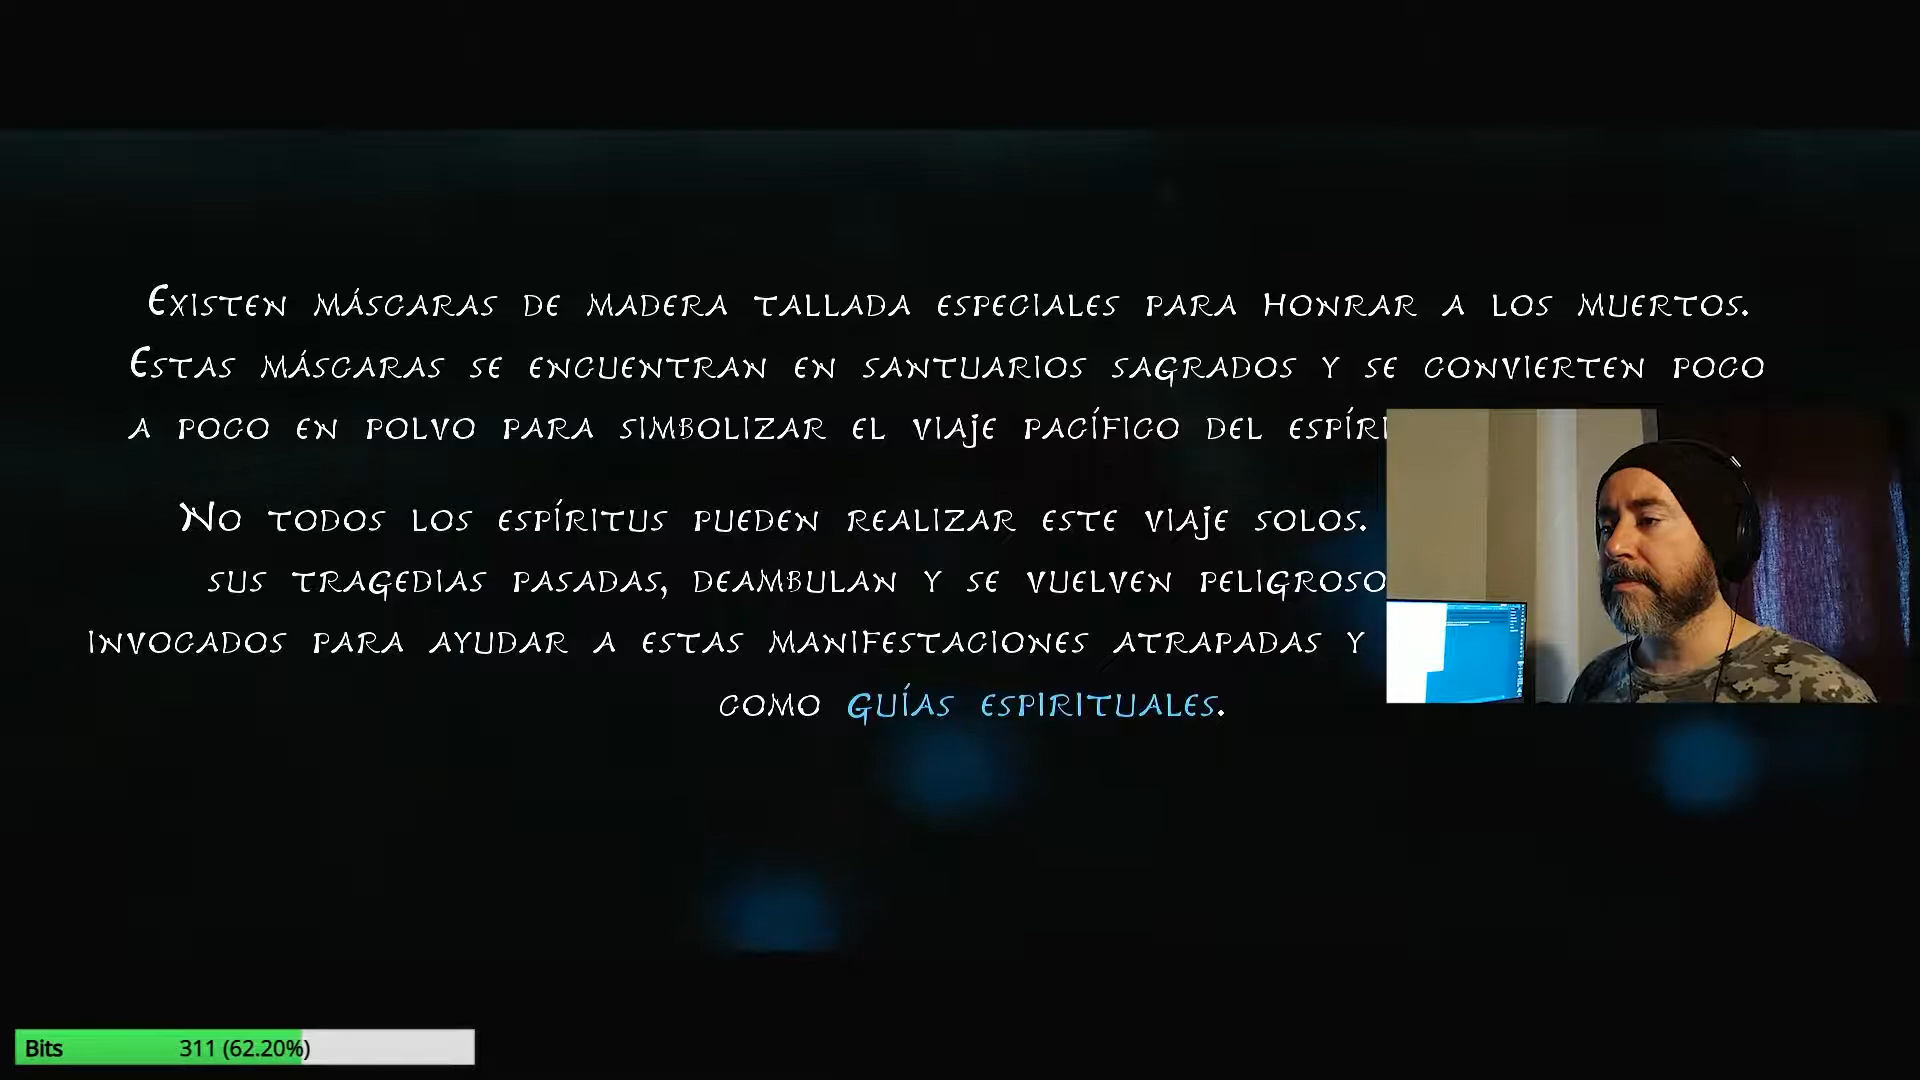 Existen máscaras de madera tallada especiales para honrar a los muertos.
Estas máscaras se encuentran en santuarios sagrados y se convierten poco
a poco en polvo para simbolizar el viaje pacífico del
No todos los espíritus pueden realizar este viaje solos.
sus tragedias pasadas, deambulan y se vuelven
invocados para ayudar a estas manifestaciones atrapadas y
como guías espirituales.
Bits 311 (62.20%)